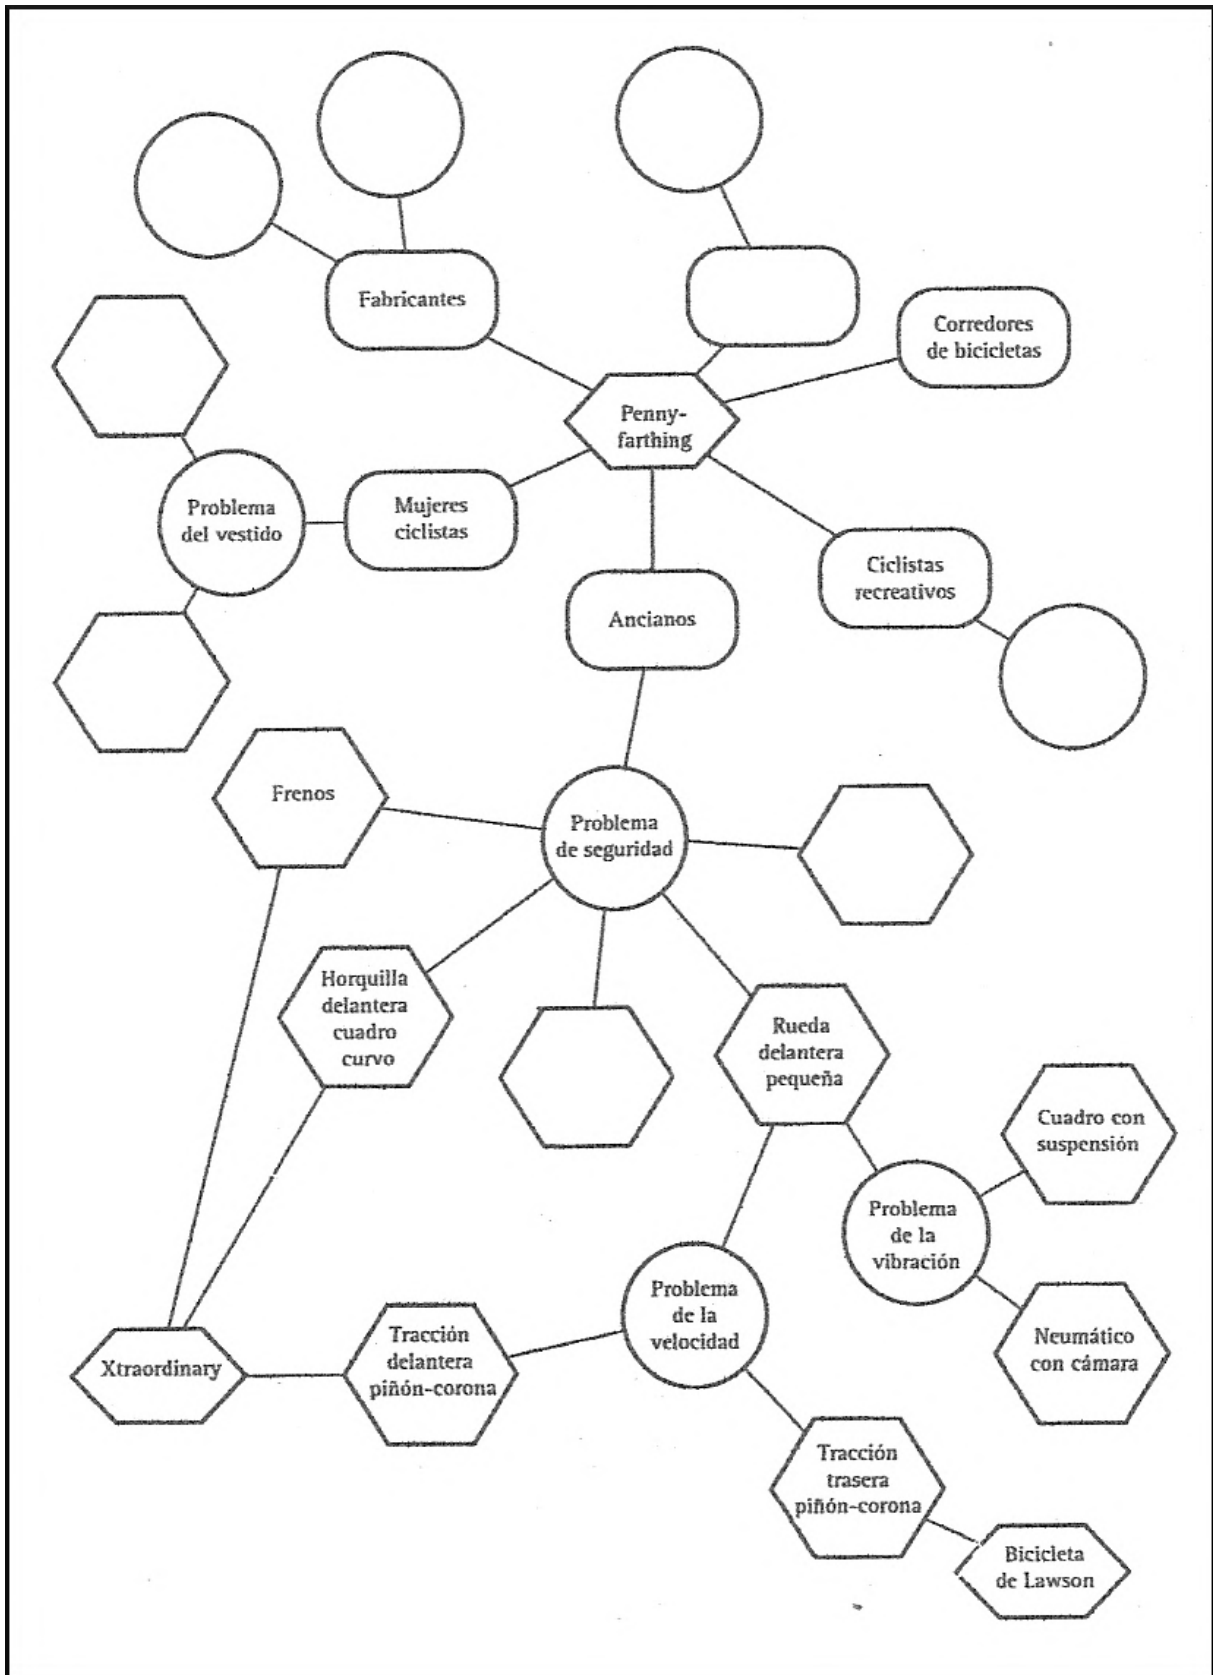 Fabricantes
Corredores
de bicicletas
Penny-
farthing
Problema
del vestido
Mujeres
ciclistas
Ciclistas
recreativos
Ancianos
Frenos
Problema
de seguridad
Horquilla
delantera
cuadro
curvo
Rueda
delantera
pequeña
Cuadro con
suspensión
Problema
de la
vibración
Problema
de la
velocidad
Neumático
con cámara
Xtraordinary
Tracción
delantera
piñón-corona
Tracción
trasera
piñón-corona
Bicicleta
de Lawson